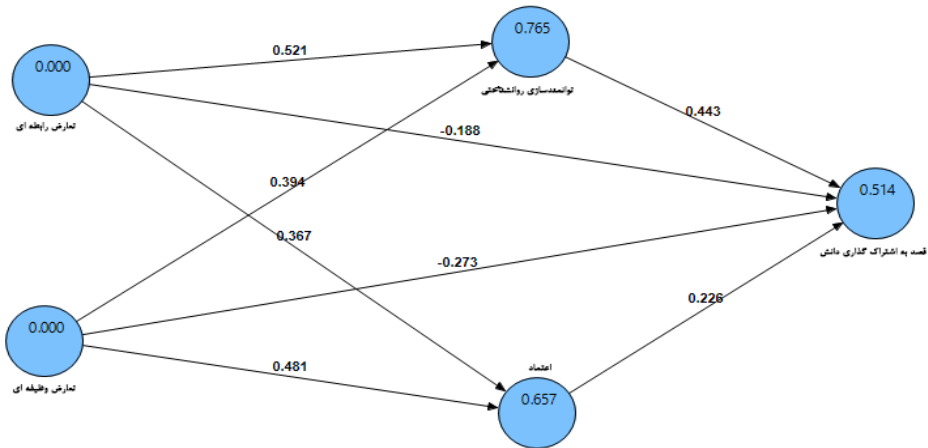 0.765
0.521
توانمندسازی روانشناختی
0.000
تعارض رابطه ای
0.443
-0.188
0.394
0.514
قصد به اشتراک گذاری دانش
0.367
-0.273
0.226
0.000
تعارض وظیفه ای
0.481
اعتماد
0.657